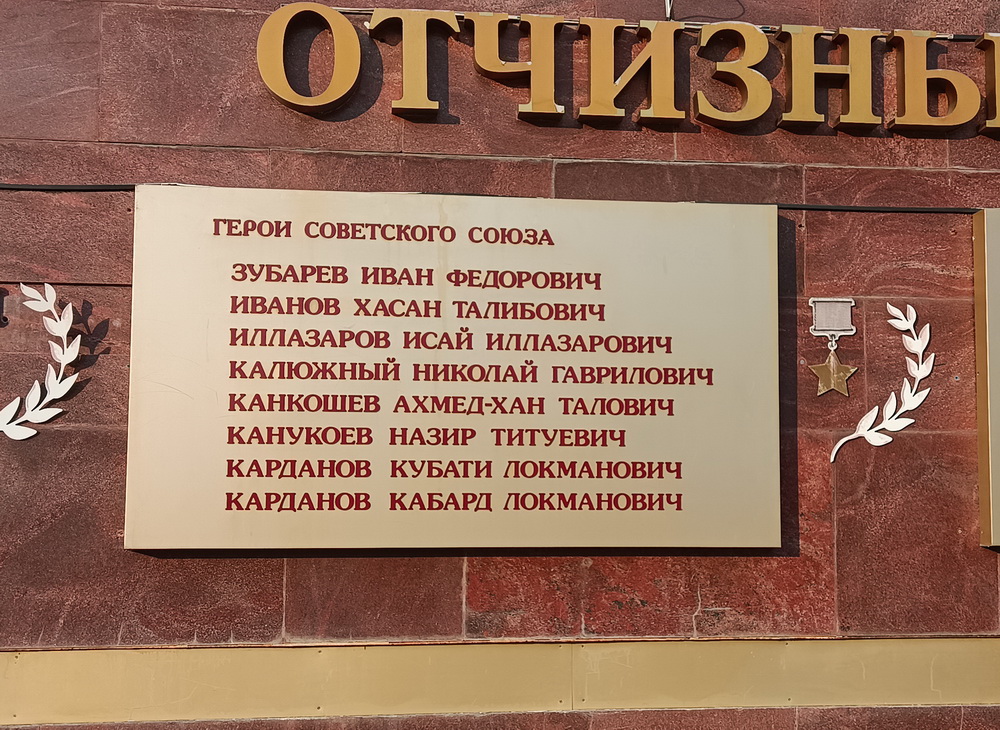 ОТЧИЗНЫ
ГЕРОИ СОВЕТСКОГО СОЮЗА
ЗУБАРЕВ ИВАН ФЕДОРОВИЧ
ИВАНОВ ХАСАН ТАЛИБОВИЧ
ИЛЛАЗАРОВ ИСАЙ ИЛЛАЗАРОВИЧ
КАЛЮЖНЫЙ НИКОЛАЙ ГАВРИЛОВИЧ
КАНКОШЕВ АХМЕД-ХАН ТАЛОВИЧ
КАНУКОЕВ НАЗИР ТИТУЕВИЧ
КАРДАНОВ КУБАТИ ЛОКМАНОВИЧ
КАРДАНОВ КАБАРД ЛОКМАНОВИЧ